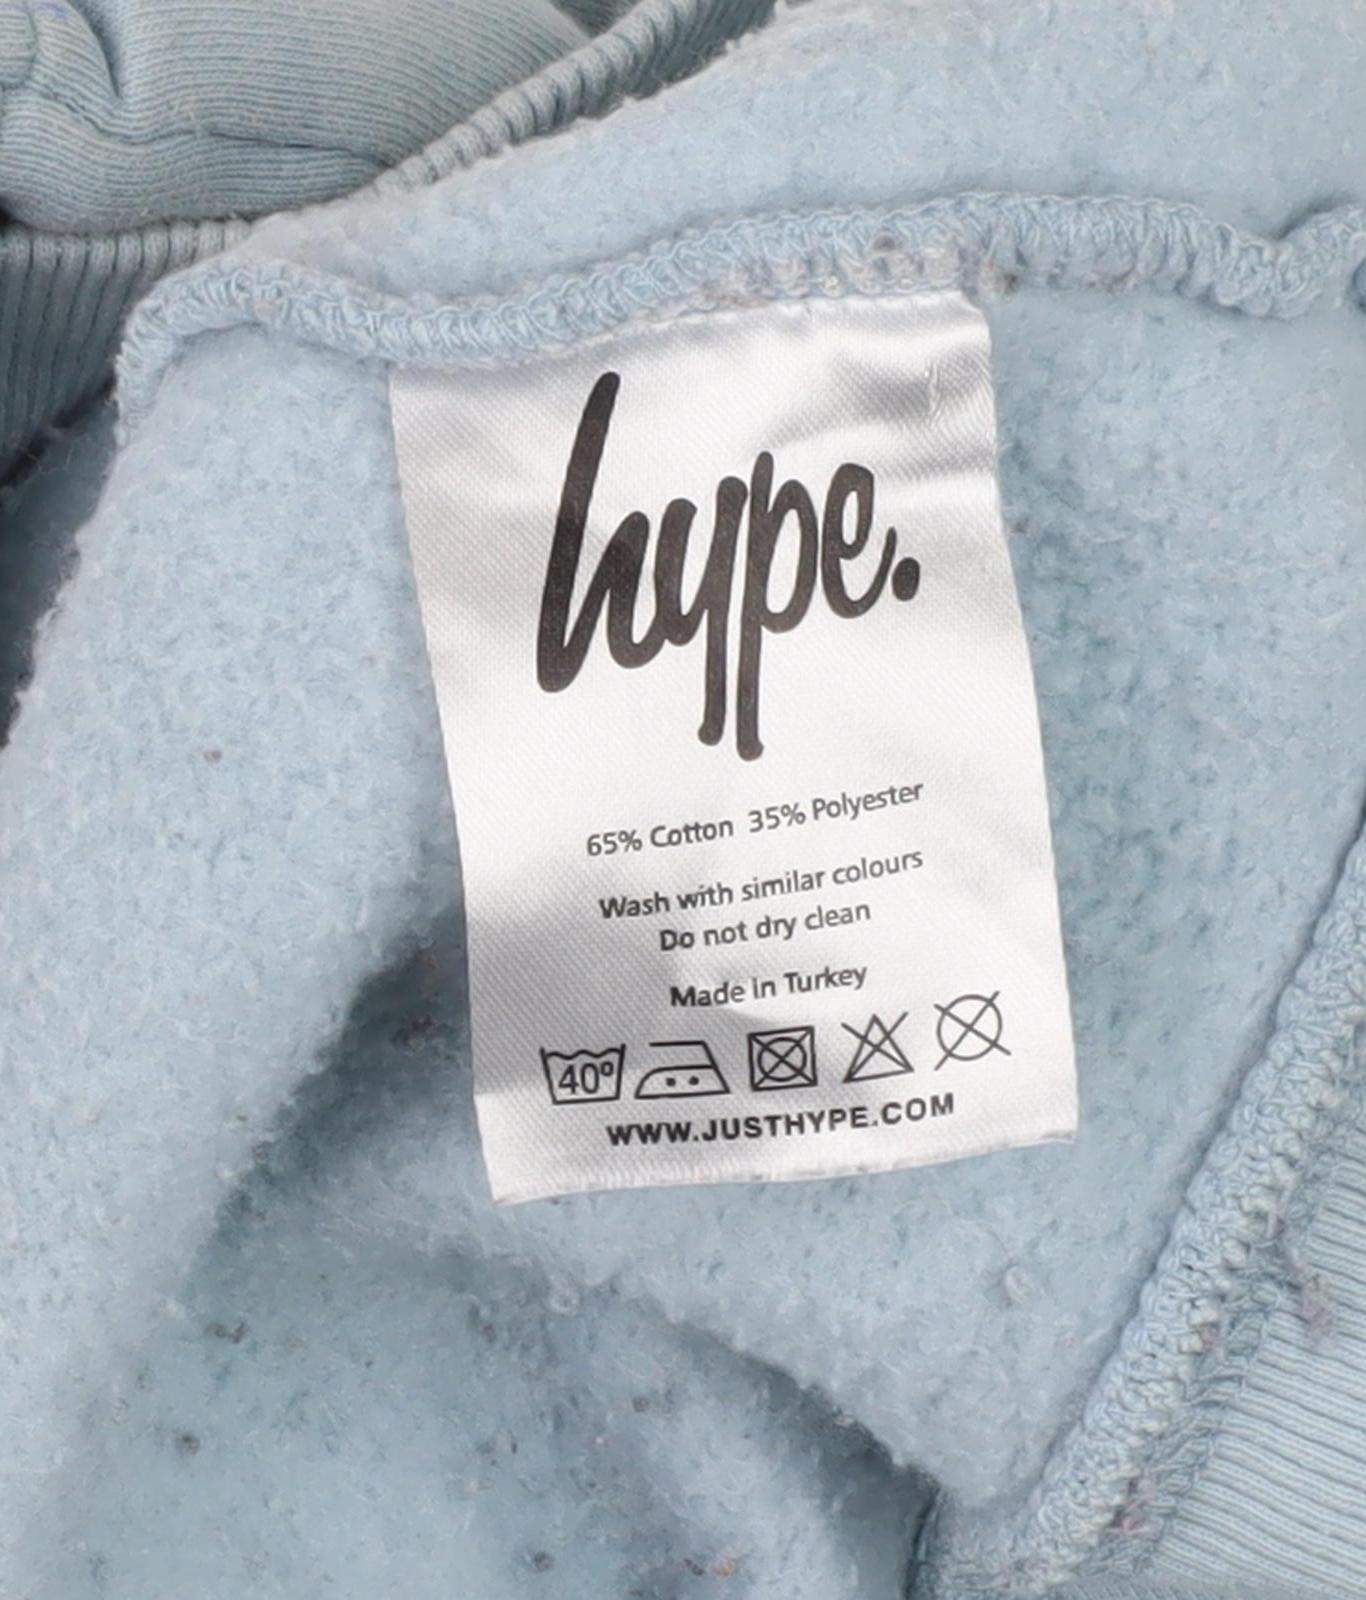 hype.
65% Cotton 35% Polyester
Wash with similar colours
Do not dry clean
Made in Turkey
40º
WWW.JUSTHYPE.COM